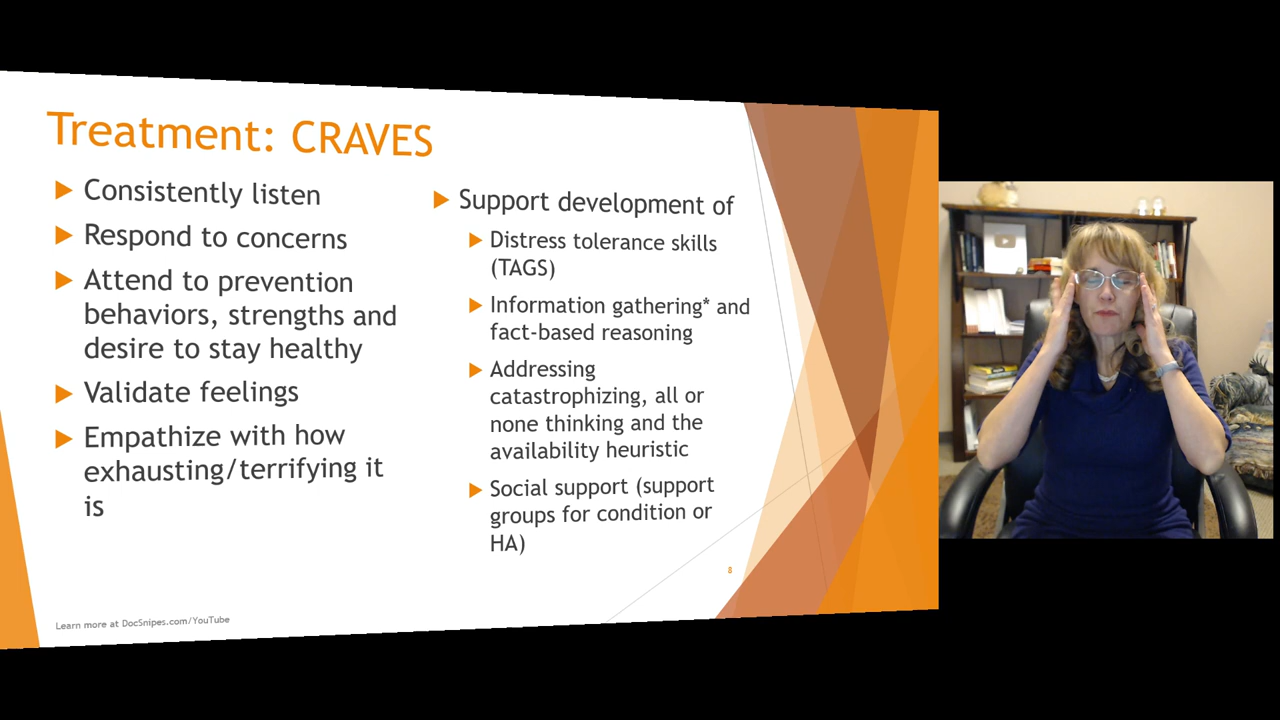 Treatment: CRAVES
Consistently listen
Respond to concerns
Attend to prevention
behaviors, strengths and
desire to stay healthy
Validate feelings
Empathize with how
exhausting/terrifying it
is
Support development of
Distress tolerance skills
(TAGS)
Information gathering* and
fact-based reasoning
Addressing
catastrophizing, all or
none thinking and the
availability heuristic
Social support (support
groups for condition or
HA)
8
Learn more at DocSnipes.com/YouTube